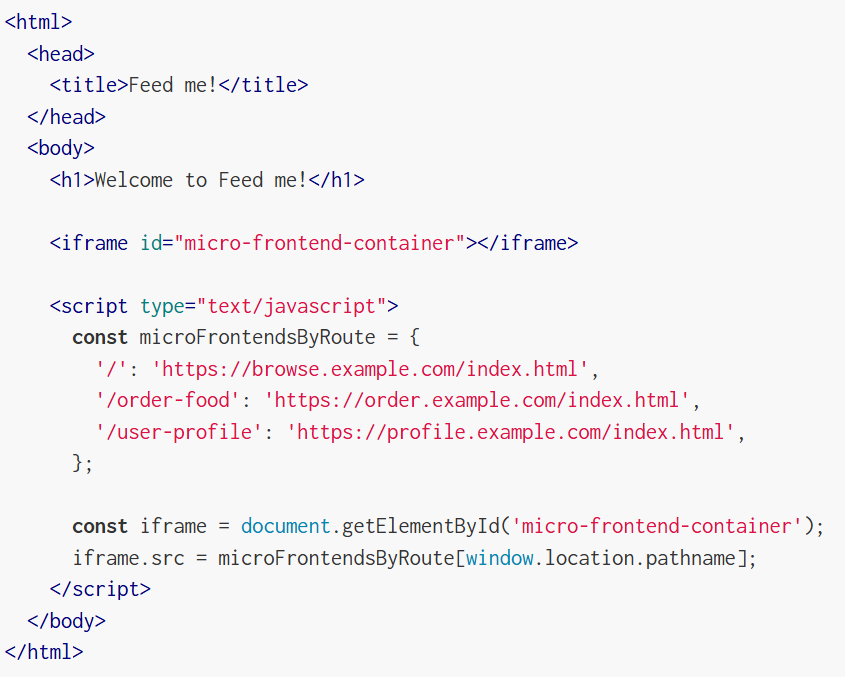 <html>
  <head>
    <title>Feed me!</title>
  </head>
  <body>
    <h1>Welcome to Feed me!</h1>

    <iframe id="micro-frontend-container"></iframe>

    <script type="text/javascript">
      const microFrontendsByRoute = {
        '/': 'https://browse.example.com/index.html',
        '/order-food': 'https://order.example.com/index.html',
        '/user-profile': 'https://profile.example.com/index.html',
      };

      const iframe = document.getElementById('micro-frontend-container');
      iframe.src = microFrontendsByRoute[window.location.pathname];
    </script>
  </body>
</html>